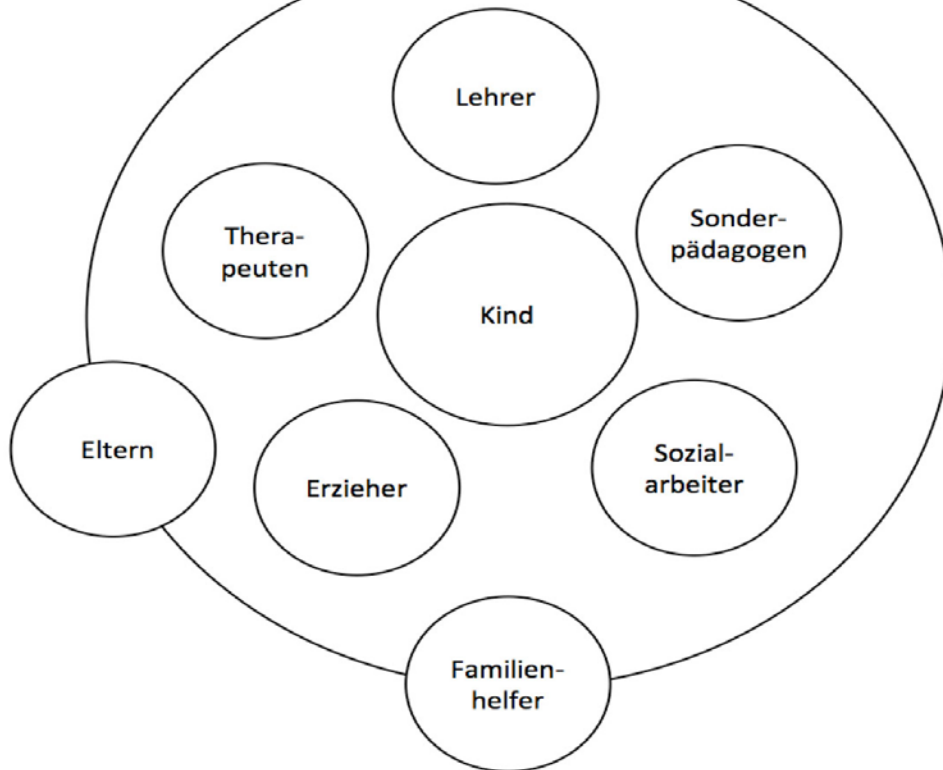 Lehrer
Sonder-
pädagogen
Thera-
peuten
Kind
Eltern
Erzieher
Sozial-
arbeiter
Familien-
helfer